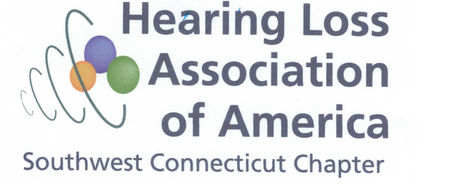 Hearing Loss
Association
of America
Southwest Connecticut Chapter